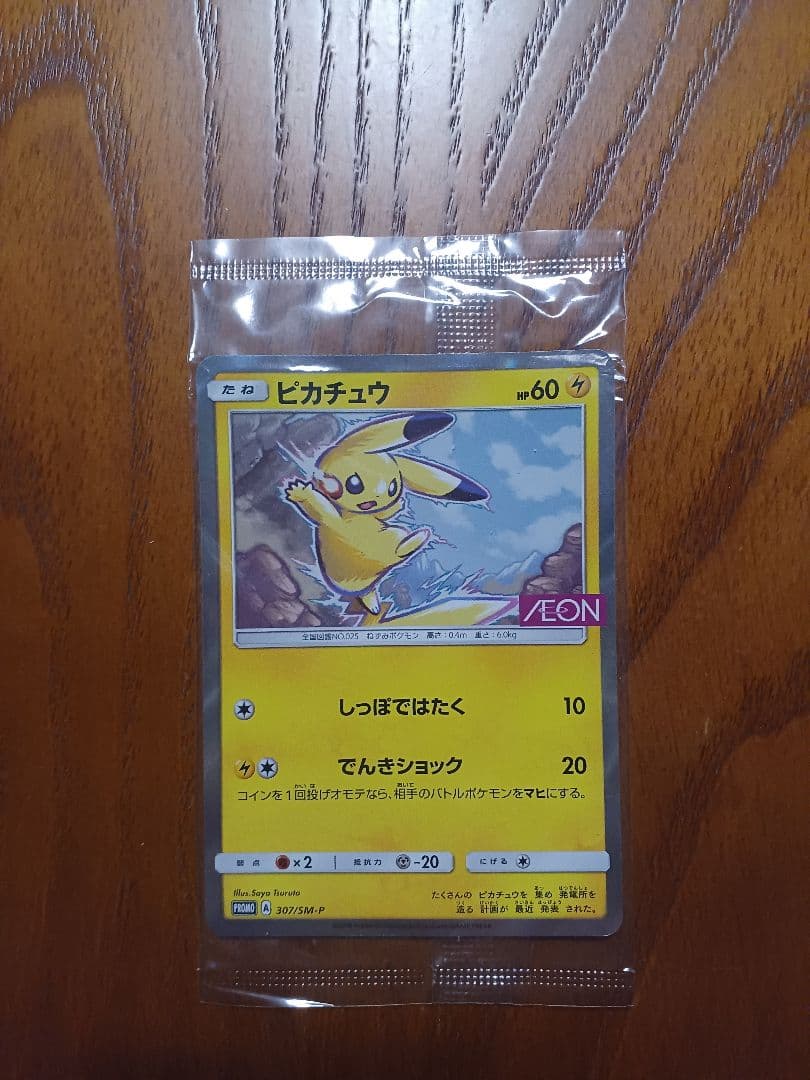 たね ピカチュウ HP60
全国図鑑NO.025 ねずみポケモン 高さ:0.4m 重さ:6.0kg
ÆON
しっぽではたく 10
でんきショック 20
コインを1回投げオモテなら、相手のバトルポケモンをマヒにする。
弱点 ×2 抵抗力 -20 にげる
Illus.Saya Tsuruta
たくさんの ピカチュウを 集め 発電所を
造る 計画が 最近 発表 された。
PROMO A 307/SM-P